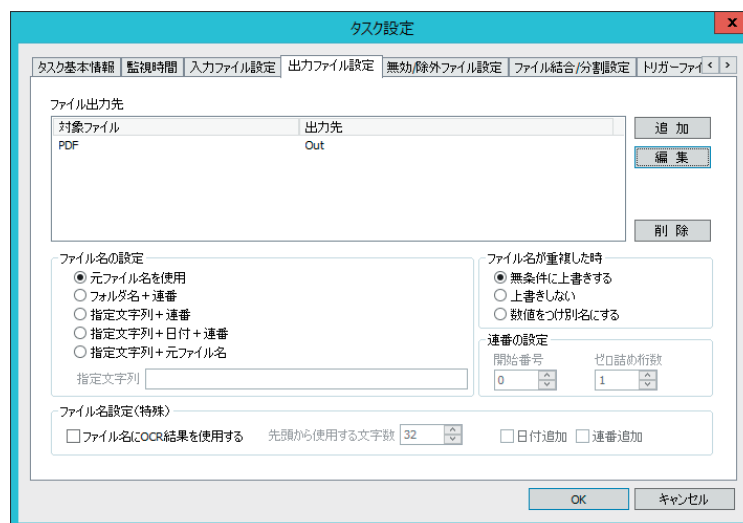 タスク設定
x
タスク基本情報 監視時間 入力ファイル設定 出力ファイル設定 無効/除外ファイル設定 ファイル結合/分割設定 トリガーファイ < >
ファイル出力先
対象ファイル 出力先
PDF Out
追 加
編 集
削 除
ファイル名の設定
元ファイル名を使用
フォルダ名+連番
指定文字列+連番
指定文字列+日付+連番
指定文字列+元ファイル名
指定文字列
ファイル名が重複した時
無条件に上書きする
上書きしない
数値をつけ別名にする
連番の設定
開始番号 ゼロ詰め桁数
0 1
ファイル名設定(特殊)
ファイル名にOCR結果を使用する 先頭から使用する文字数 32 日付追加 連番追加
OK キャンセル